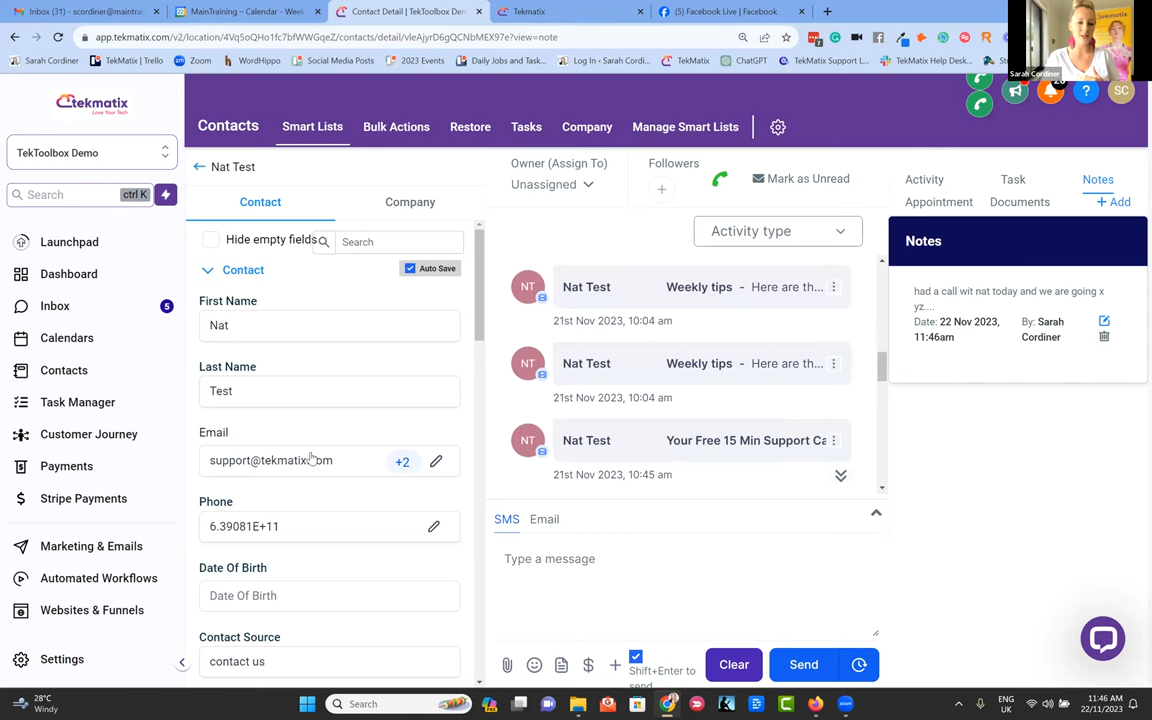 Inbox (31) - scordiner@maintrai
MainTraining – Calendar - Week
Contact Detail | TekToolbox Dem
Tekmatix
(5) Facebook Live | Facebook
app.tekmatix.com/v2/location/4Vq5oQHo1fc7bfWWGqeZ/contacts/detail/vleAjyrD6gQCNbMEX97e?view=note
Sarah Cordiner
TekMatix | Trello
Zoom
WordHippo
Social Media Posts
2023 Events
Daily Jobs and Task...
Log In ‹ Sarah Cordi...
TekMatix
ChatGPT
TekMatix Support L...
TekMatix Help Desk...
Sarah Cordiner
tekmatix
Love Your Tech
TekToolbox Demo
Search
ctrl K
Launchpad
Dashboard
Inbox
5
Calendars
Contacts
Task Manager
Customer Journey
Payments
Stripe Payments
Marketing & Emails
Automated Workflows
Websites & Funnels
Settings
Contacts
Smart Lists
Bulk Actions
Restore
Tasks
Company
Manage Smart Lists
?
SC
Nat Test
Contact
Company
Hide empty fields
Search
Contact
Auto Save
First Name
Nat
Last Name
Test
Email
support@tekmatix.com
+2
Phone
6.39081E+11
Date Of Birth
Date Of Birth
Contact Source
contact us
Owner (Assign To)
Unassigned
Followers
Mark as Unread
Activity type
NT
Nat Test
Weekly tips - Here are th...
21st Nov 2023, 10:04 am
NT
Nat Test
Weekly tips - Here are th...
21st Nov 2023, 10:04 am
NT
Nat Test
Your Free 15 Min Support Ca
21st Nov 2023, 10:45 am
SMS
Email
Type a message
Shift+Enter to
send
Clear
Send
Activity
Task
Notes
Appointment
Documents
+ Add
Notes
had a call wit nat today and we are going x
yz....
Date: 22 Nov 2023,
11:46am
By: Sarah
Cordiner
28°C
Windy
Search
ENG
UK
11:46 AM
22/11/2023